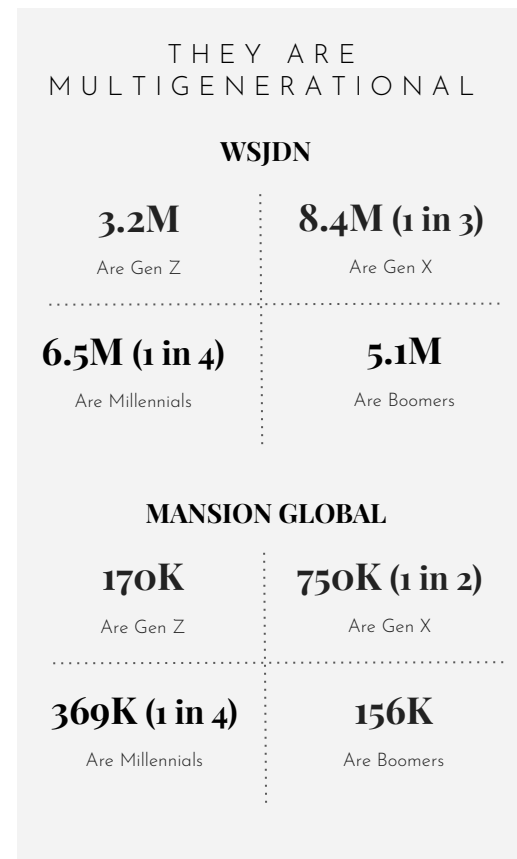 THEY ARE
MULTIGENERATIONAL
WSJDN
3.2M
8.4M (1 in 3)
Are Gen Z
Are Gen X
6.5M (1 in 4)
5.1M
Are Millennials
Are Boomers
MANSION GLOBAL
170K
750K (1 in 2)
Are Gen Z
Are Gen X
369K (1 in 4)
156K
Are Millennials
Are Boomers